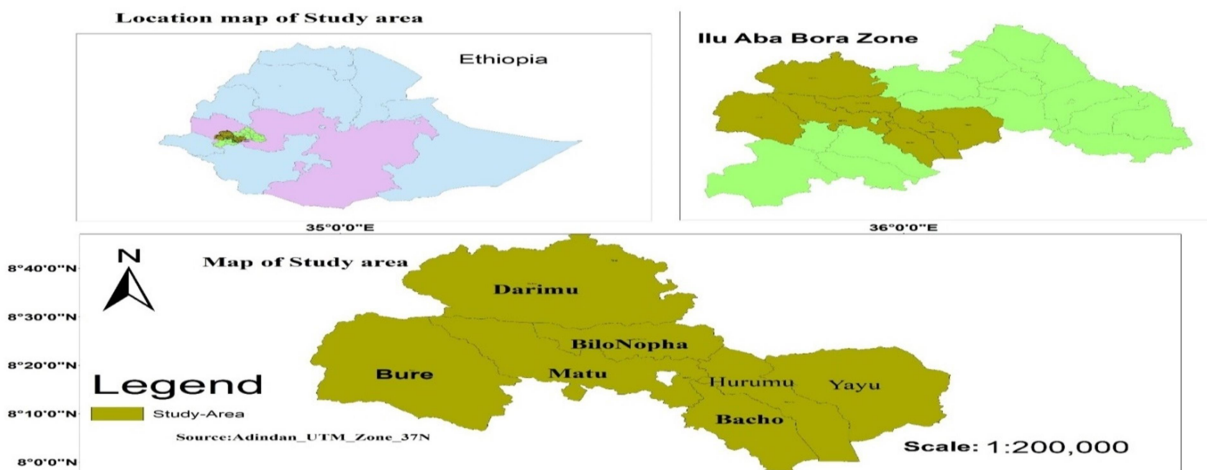 Location map of Study area
Ethiopia
Ilu Aba Bora Zone
35°0'0"E
36°0'0"E
N
Map of Study area
8°40'0"N
8°30'0"N
8°20'0"N
8°10'0"N
8°0'0"N
Darimu
BiloNopha
Bure
Matu
Hurumu
Yayu
Bacho
Legend
Study-Area
Source:Adindan_UTM_Zone_37N
Scale: 1:200,000